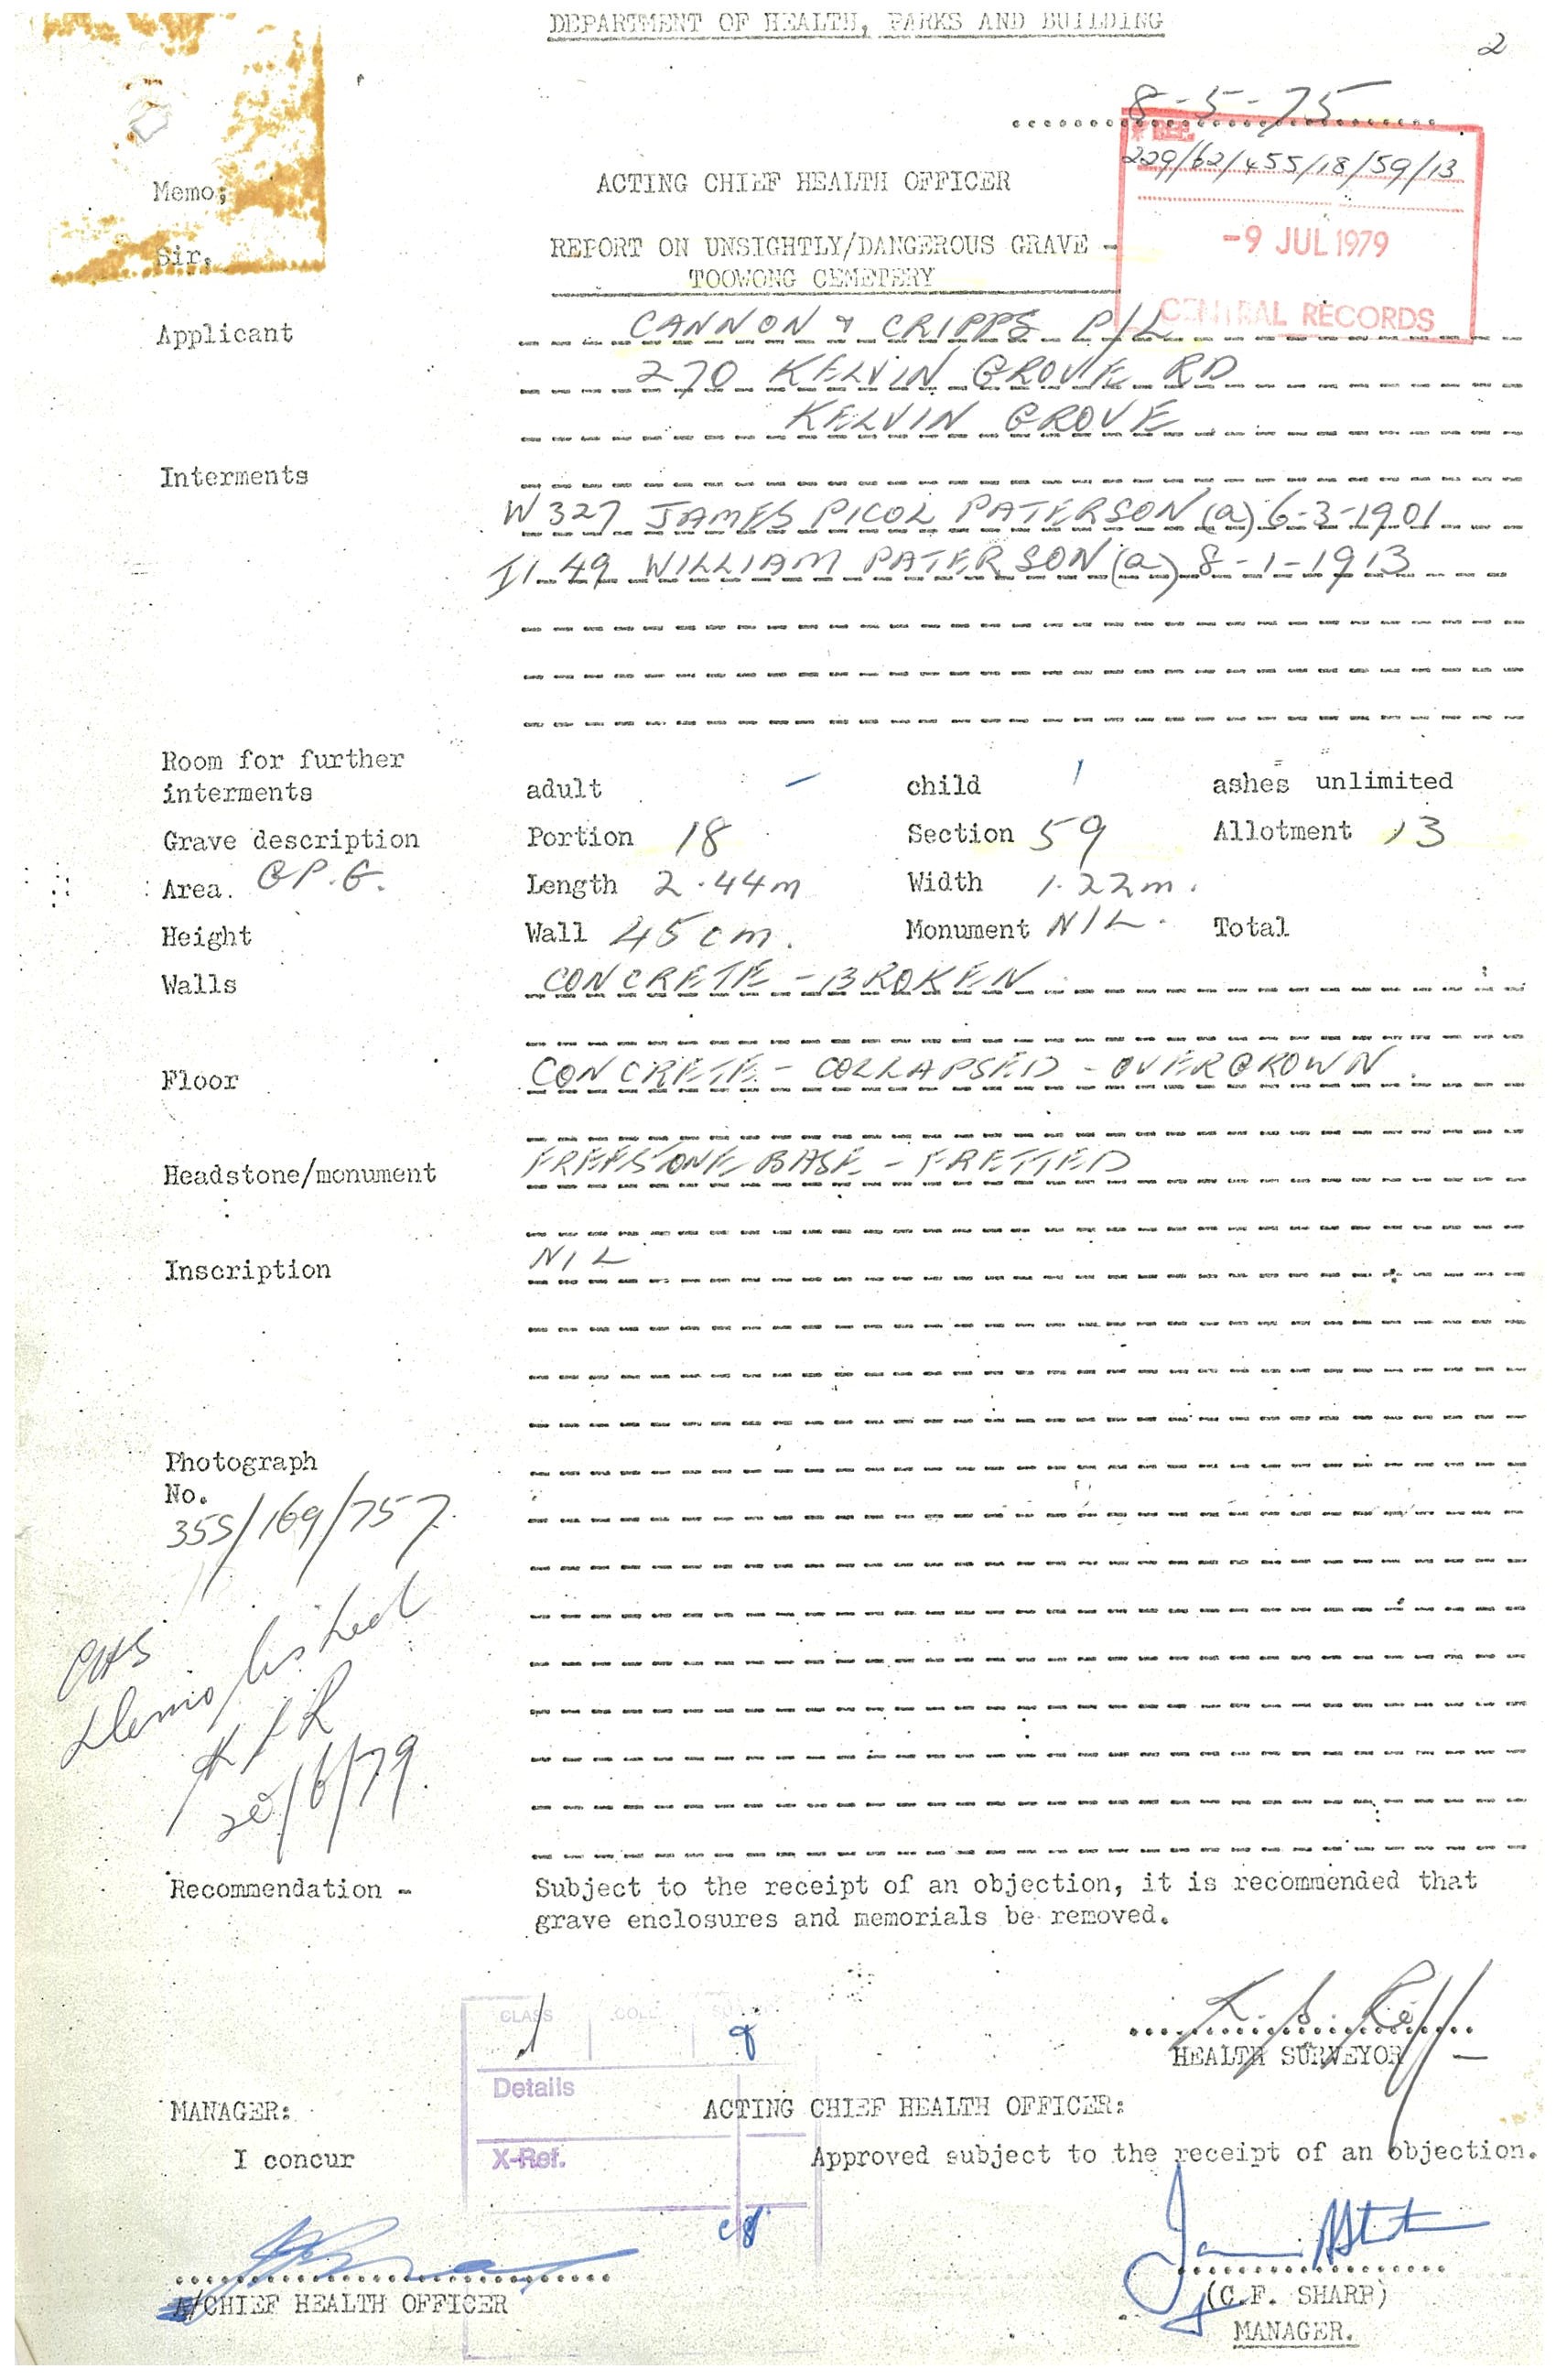 DEPARTMENT OF HEALTH, PARKS AND BUILDING
2
8-5-75
REC.
229/62/455/18/59/13
Memo;
ACTING CHIEF HEALTH OFFICER
-9 JUL 1979
Sir,
REPORT ON UNSIGHTLY/DANGEROUS GRAVE -
TOOWONG CEMETERY
CENTRAL RECORDS
Applicant CANNON & CRIPPS P/L
270 KELVIN GROVE RD
KELVIN GROVE
Interments
W 327 JAMES PICOL PATERSON (a) 6-3-1901
I1 49 WILLIAM PATERSON (a) 8-1-1913
Room for further
interments adult - child 1 ashes unlimited
Grave description Portion 18 Section 59 Allotment 13
Area. G.P.G. Length 2.44m Width 1.22m.
Height Wall 45cm. Monument NIL. Total
Walls CONCRETE - BROKEN
Floor CONCRETE - COLLAPSED - OVERGROWN.
Headstone/monument FREESTONE BASE - FRETTED
Inscription NIL
Photograph
No.
355/169/757.
CHS
Demolished
20/6/79.
Recommendation - Subject to the receipt of an objection, it is recommended that
grave enclosures and memorials be removed.
CLASS COLL
HEALTH SURVEYOR
Details
MANAGER: ACTING CHIEF HEALTH OFFICER:
I concur X-Ref. Approved subject to the receipt of an objection.
A/CHIEF HEALTH OFFICER (C.F. SHARP)
MANAGER.